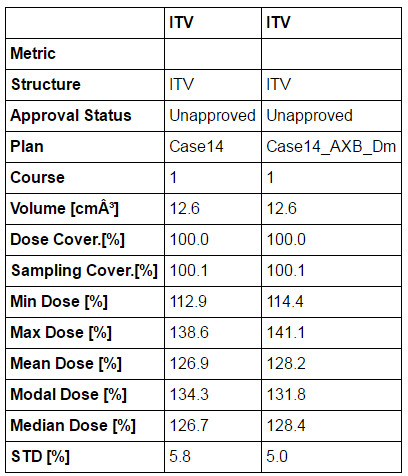 ITV ITV
Metric
Structure ITV ITV
Approval Status Unapproved Unapproved
Plan Case14 Case14_AXB_Dm
Course 1 1
Volume [cmÂ³] 12.6 12.6
Dose Cover.[%] 100.0 100.0
Sampling Cover.[%] 100.1 100.1
Min Dose [%] 112.9 114.4
Max Dose [%] 138.6 141.1
Mean Dose [%] 126.9 128.2
Modal Dose [%] 134.3 131.8
Median Dose [%] 126.7 128.4
STD [%] 5.8 5.0